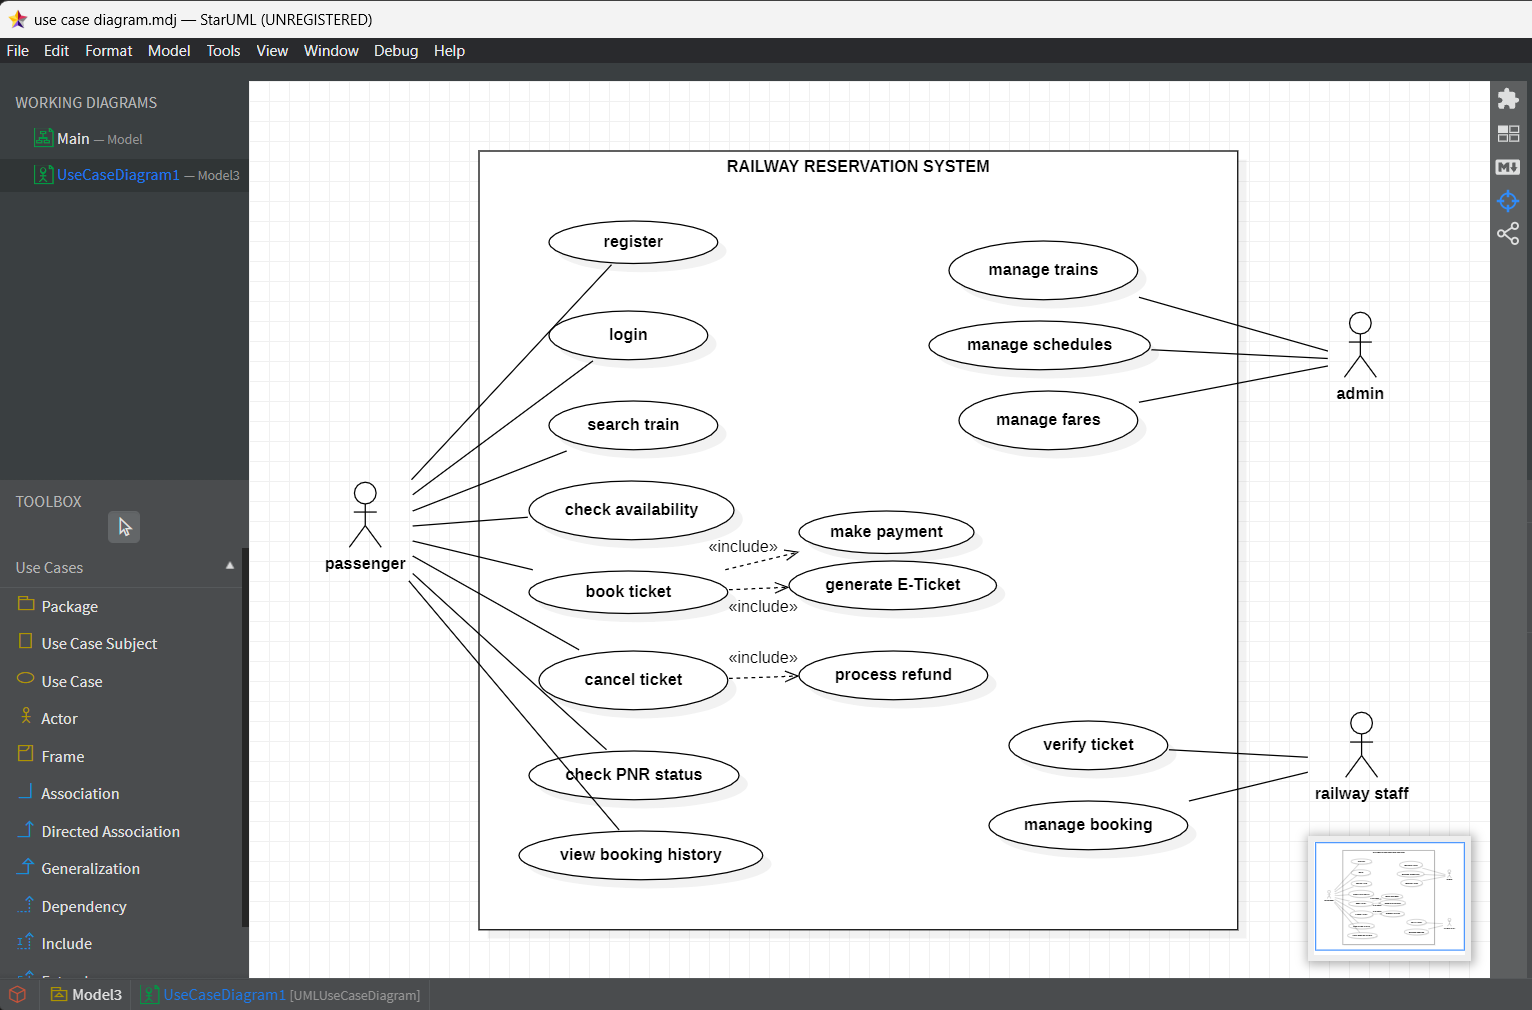 use case diagram.mdj — StarUML (UNREGISTERED)
File Edit Format Model Tools View Window Debug Help
WORKING DIAGRAMS
Main — Model
UseCaseDiagram1 — Model3
TOOLBOX
Use Cases
Package
Use Case Subject
Use Case
Actor
Frame
Association
Directed Association
Generalization
Dependency
Include
RAILWAY RESERVATION SYSTEM
register
login
search train
check availability
book ticket
cancel ticket
check PNR status
view booking history
passenger
«include»
make payment
generate E-Ticket
«include»
«include»
process refund
manage trains
manage schedules
manage fares
admin
verify ticket
manage booking
railway staff
M
Model3
UseCaseDiagram1 [UMLUseCaseDiagram]